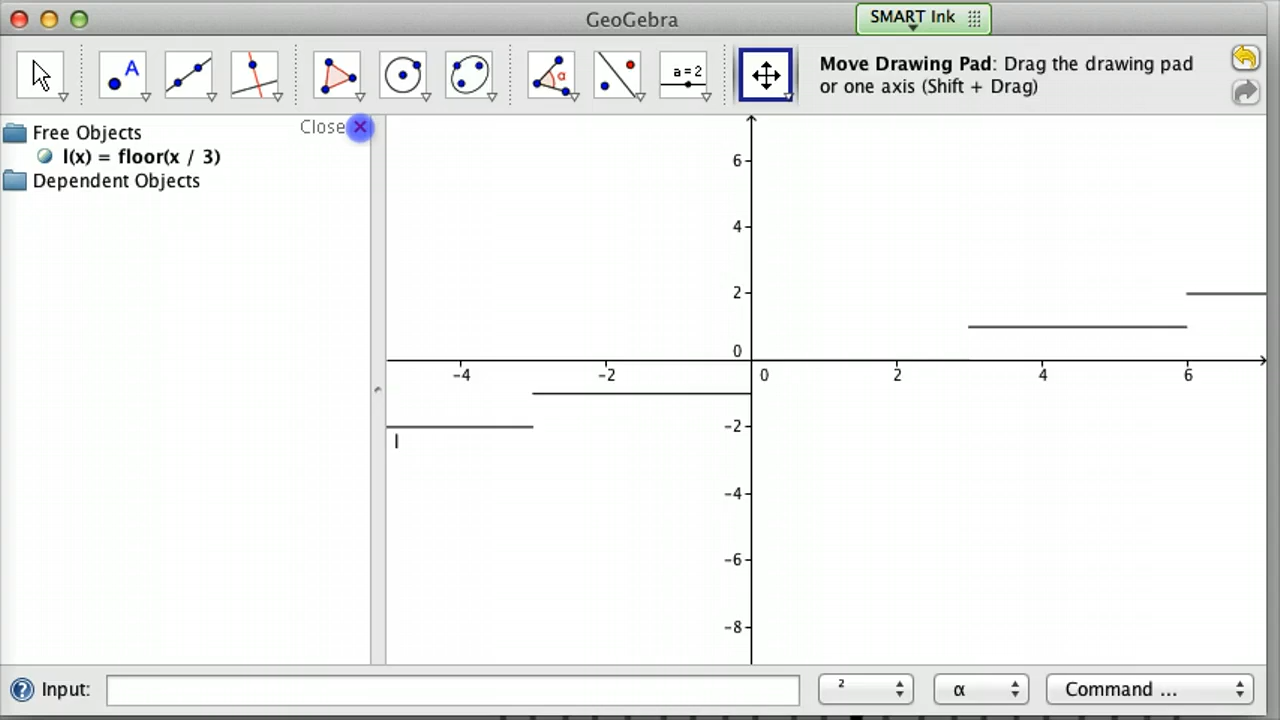 GeoGebra
SMART Ink
A
α
a=2
Move Drawing Pad: Drag the drawing pad
or one axis (Shift + Drag)
Close
Free Objects
l(x) = floor(x / 3)
Dependent Objects
6
4
2
0
-4
-2
0
2
4
6
-2
l
-4
-6
-8
Input:
²
α
Command ...